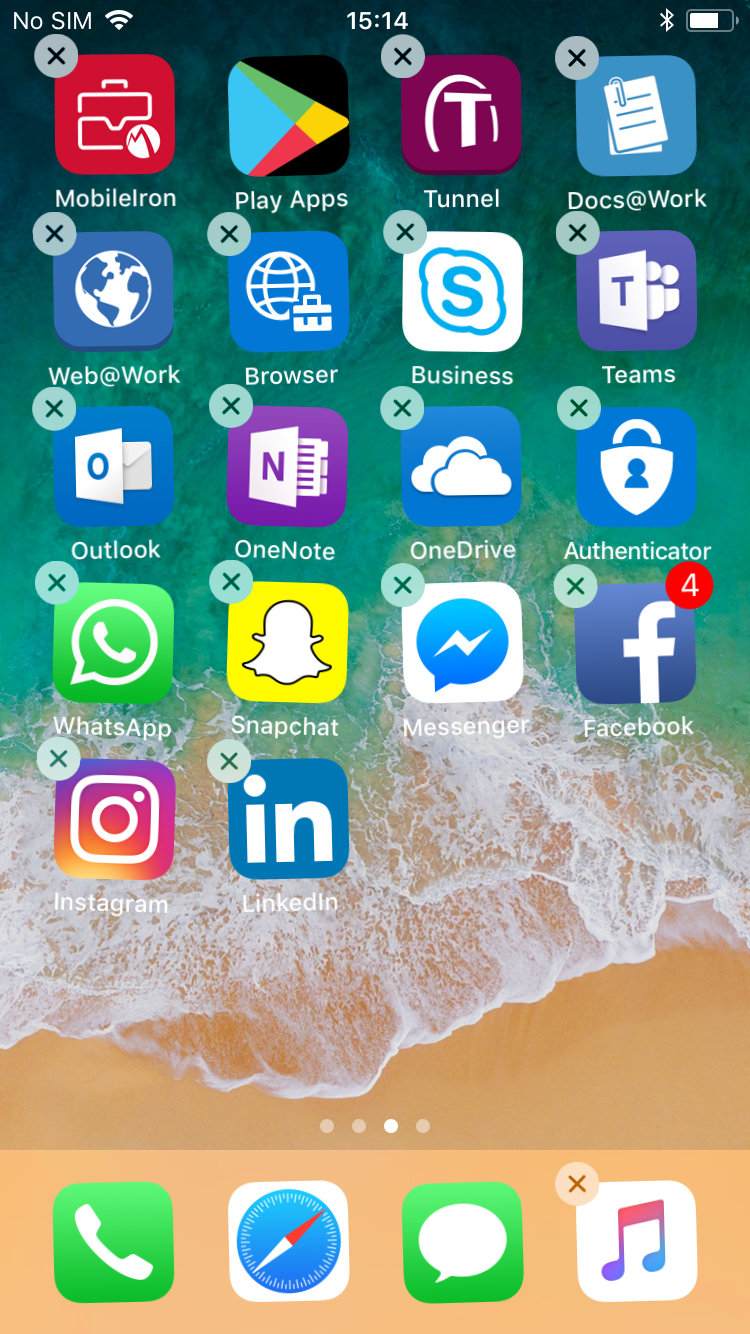 No SIM 15:14
MobileIron Play Apps Tunnel Docs@Work
Web@Work Browser Business Teams
Outlook OneNote OneDrive Authenticator
4
WhatsApp Snapchat Messenger Facebook
Instagram LinkedIn